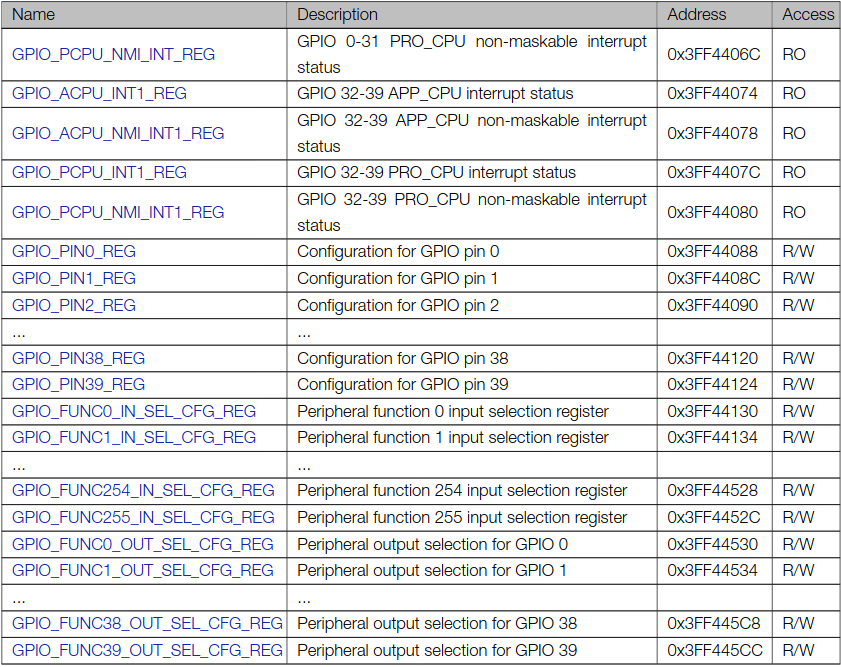 Name Description Address Access
GPIO_PCPU_NMI_INT_REG GPIO 0-31 PRO_CPU non-maskable interrupt status 0x3FF4406C RO
GPIO_ACPU_INT1_REG GPIO 32-39 APP_CPU interrupt status 0x3FF44074 RO
GPIO_ACPU_NMI_INT1_REG GPIO 32-39 APP_CPU non-maskable interrupt status 0x3FF44078 RO
GPIO_PCPU_INT1_REG GPIO 32-39 PRO_CPU interrupt status 0x3FF4407C RO
GPIO_PCPU_NMI_INT1_REG GPIO 32-39 PRO_CPU non-maskable interrupt status 0x3FF44080 RO
GPIO_PIN0_REG Configuration for GPIO pin 0 0x3FF44088 R/W
GPIO_PIN1_REG Configuration for GPIO pin 1 0x3FF4408C R/W
GPIO_PIN2_REG Configuration for GPIO pin 2 0x3FF44090 R/W
... ...
GPIO_PIN38_REG Configuration for GPIO pin 38 0x3FF44120 R/W
GPIO_PIN39_REG Configuration for GPIO pin 39 0x3FF44124 R/W
GPIO_FUNC0_IN_SEL_CFG_REG Peripheral function 0 input selection register 0x3FF44130 R/W
GPIO_FUNC1_IN_SEL_CFG_REG Peripheral function 1 input selection register 0x3FF44134 R/W
... ...
GPIO_FUNC254_IN_SEL_CFG_REG Peripheral function 254 input selection register 0x3FF44528 R/W
GPIO_FUNC255_IN_SEL_CFG_REG Peripheral function 255 input selection register 0x3FF4452C R/W
GPIO_FUNC0_OUT_SEL_CFG_REG Peripheral output selection for GPIO 0 0x3FF44530 R/W
GPIO_FUNC1_OUT_SEL_CFG_REG Peripheral output selection for GPIO 1 0x3FF44534 R/W
... ...
GPIO_FUNC38_OUT_SEL_CFG_REG Peripheral output selection for GPIO 38 0x3FF445C8 R/W
GPIO_FUNC39_OUT_SEL_CFG_REG Peripheral output selection for GPIO 39 0x3FF445CC R/W